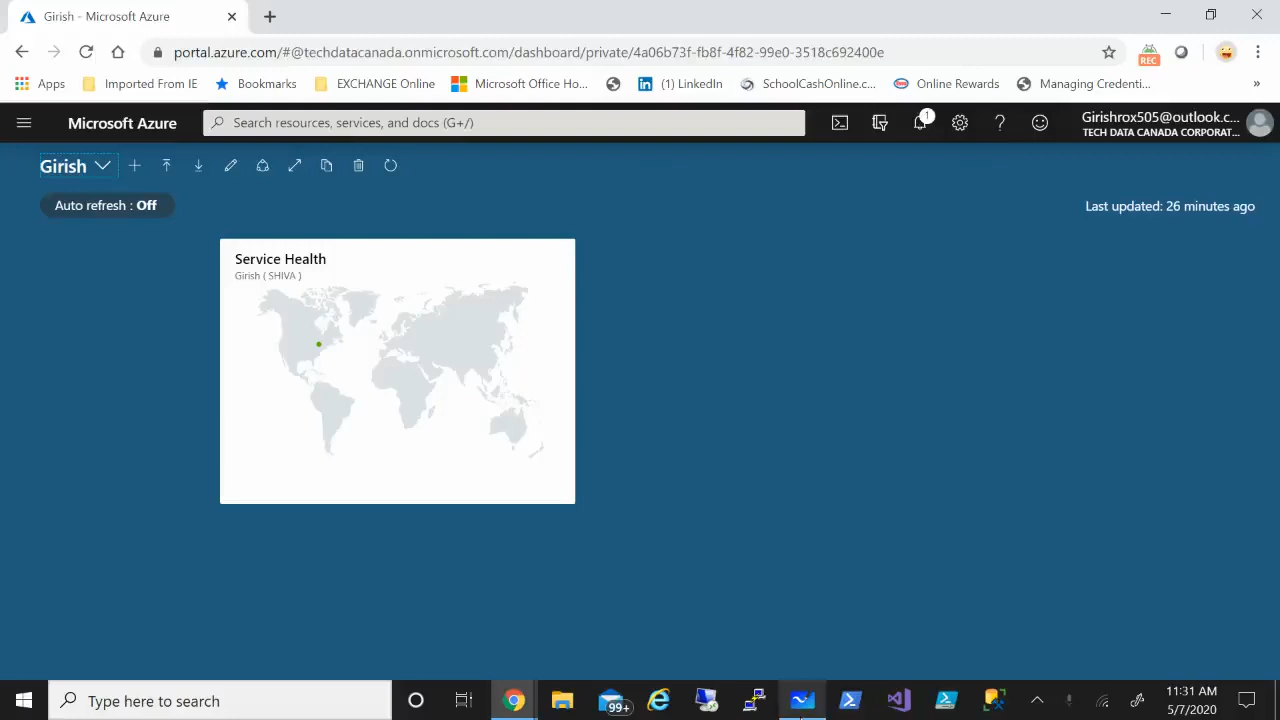 Girish - Microsoft Azure
portal.azure.com/#@techdatacanada.onmicrosoft.com/dashboard/private/4a06b73f-fb8f-4f82-99e0-3518c692400e
REC
Apps
Imported From IE
Bookmarks
EXCHANGE Online
Microsoft Office Ho...
(1) LinkedIn
SchoolCashOnline.c...
Online Rewards
Managing Credenti...
»
Microsoft Azure
Search resources, services, and docs (G+/)
1
Girishrox505@outlook.c...
TECH DATA CANADA CORPORAT...
Girish
Auto refresh : Off
Last updated: 26 minutes ago
Service Health
Girish ( SHIVA )
Type here to search
99+
11:31 AM
5/7/2020